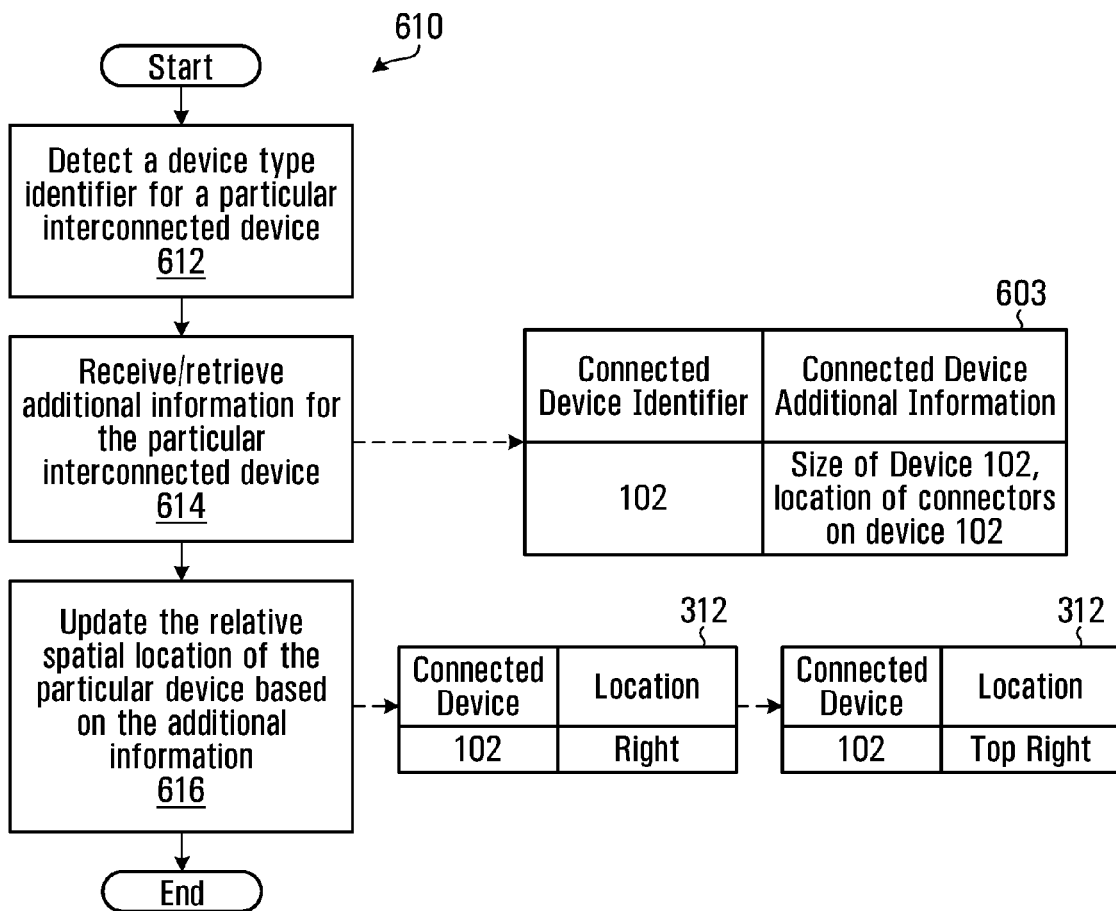 610
Start
Detect a device type
identifier for a particular
interconnected device
612
Receive/retrieve
additional information for
the particular
interconnected device
614
603
Connected
Device Identifier
Connected Device
Additional Information
102
Size of Device 102,
location of connectors
on device 102
Update the relative
spatial location of the
particular device based
on the additional
information
616
312
Connected
Device
Location
102
Right
312
Connected
Device
Location
102
Top Right
End